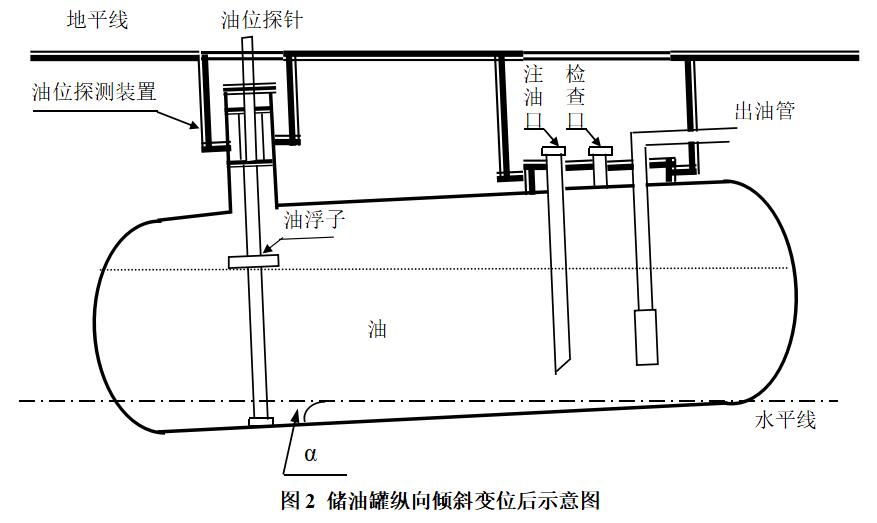 地平线
油位探针
油位探测装置
注油口
检查口
出油管
油浮子
油
水平线
α
图 2 储油罐纵向倾斜变位后示意图